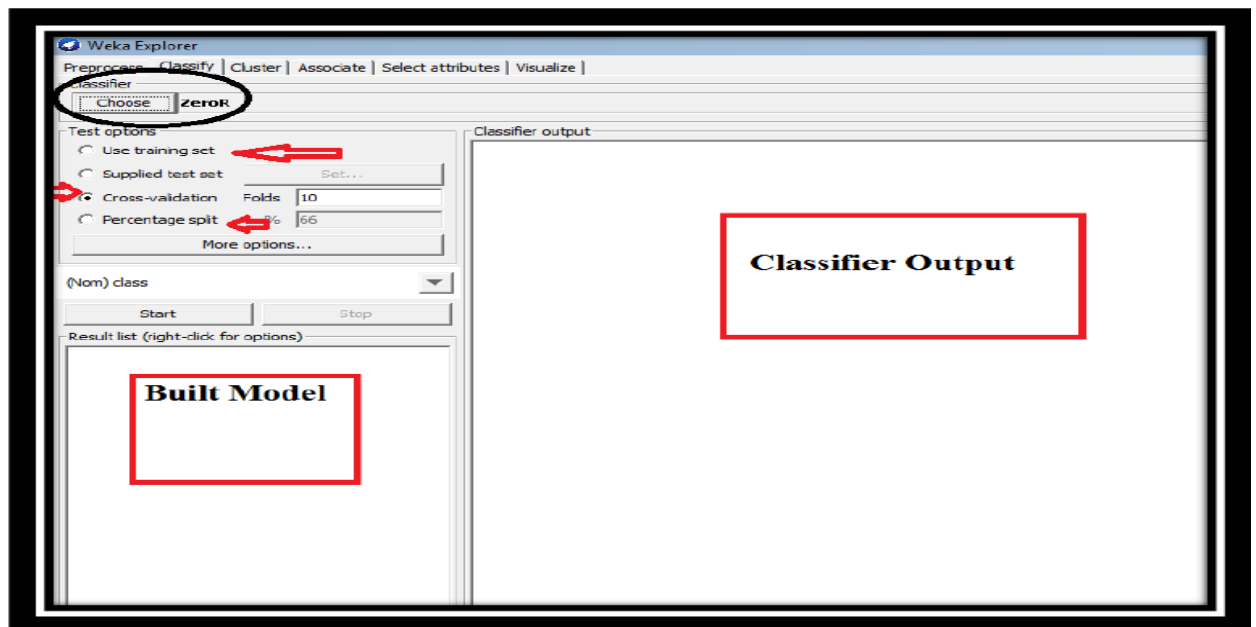 Weka Explorer
Preprocess | Classify | Cluster | Associate | Select attributes | Visualize |
Classifier
Choose ZeroR
Test options
Use training set
Supplied test set Set...
Cross-validation Folds 10
Percentage split % 66
More options...
(Nom) class
Start Stop
Result list (right-click for options)
Built Model
Classifier output
Classifier Output